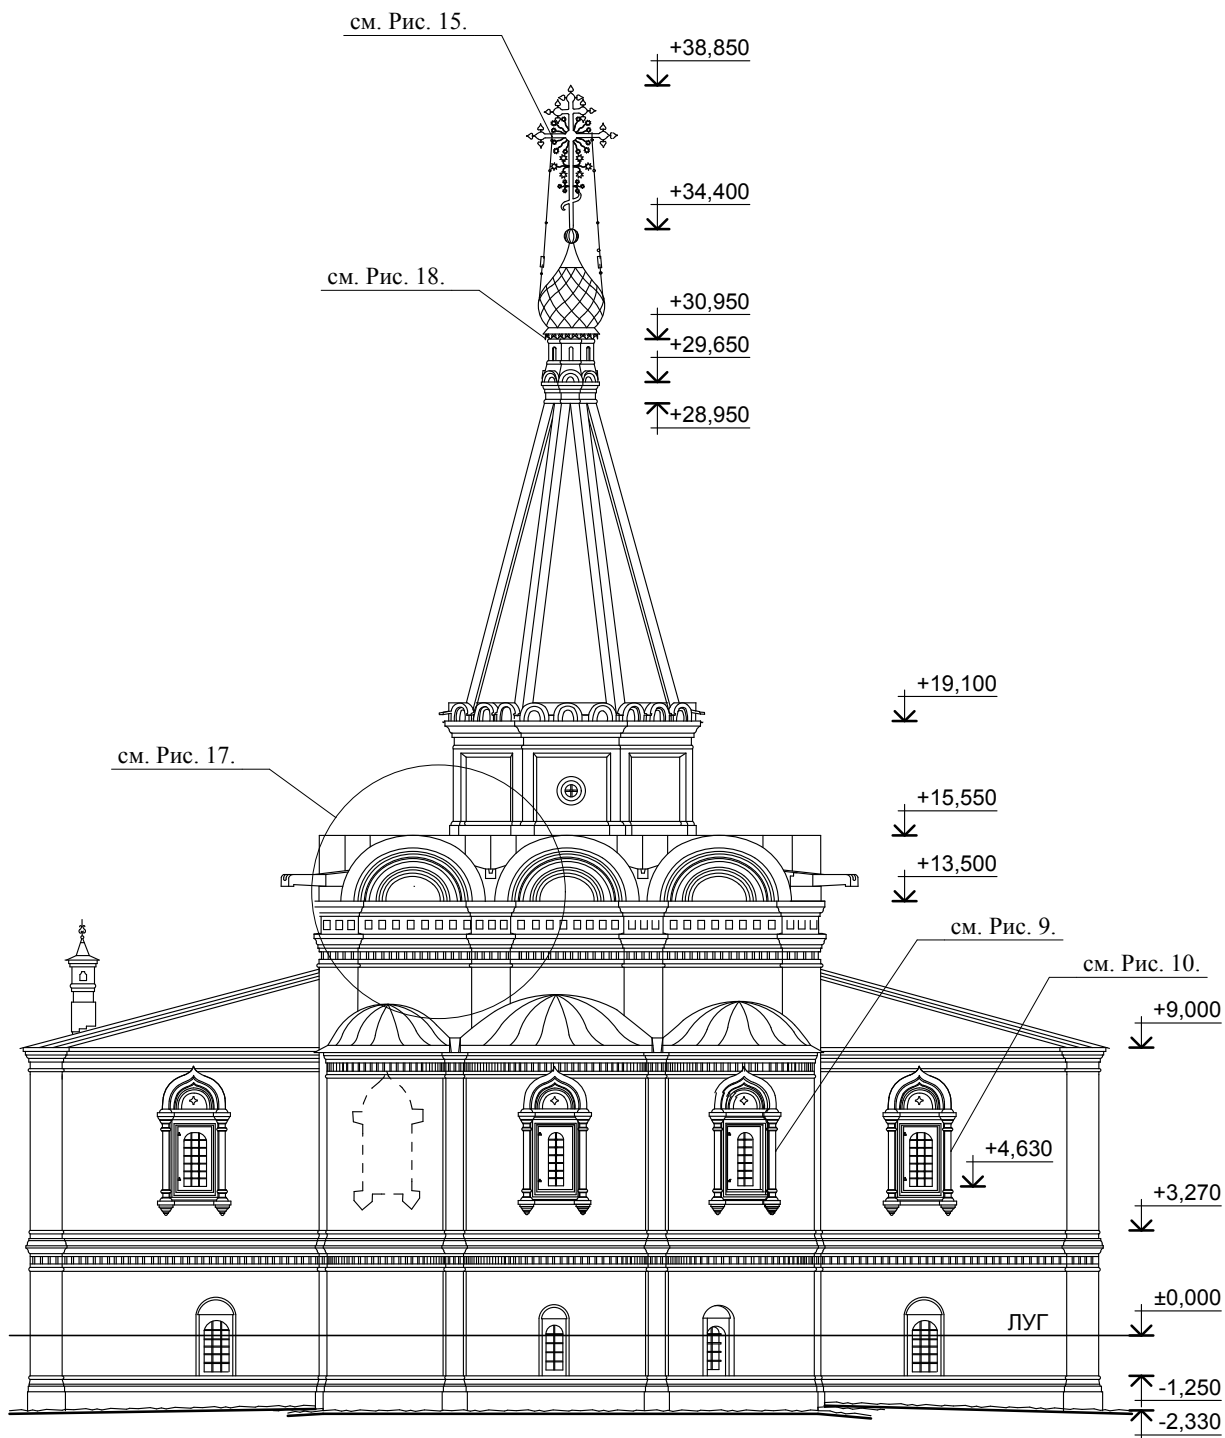 см. Рис. 15.
+38,850
+34,400
см. Рис. 18.
+30,950
+29,650
+28,950
+19,100
см. Рис. 17.
+15,550
+13,500
см. Рис. 9.
см. Рис. 10.
+9,000
+4,630
+3,270
±0,000
ЛУГ
-1,250
-2,330